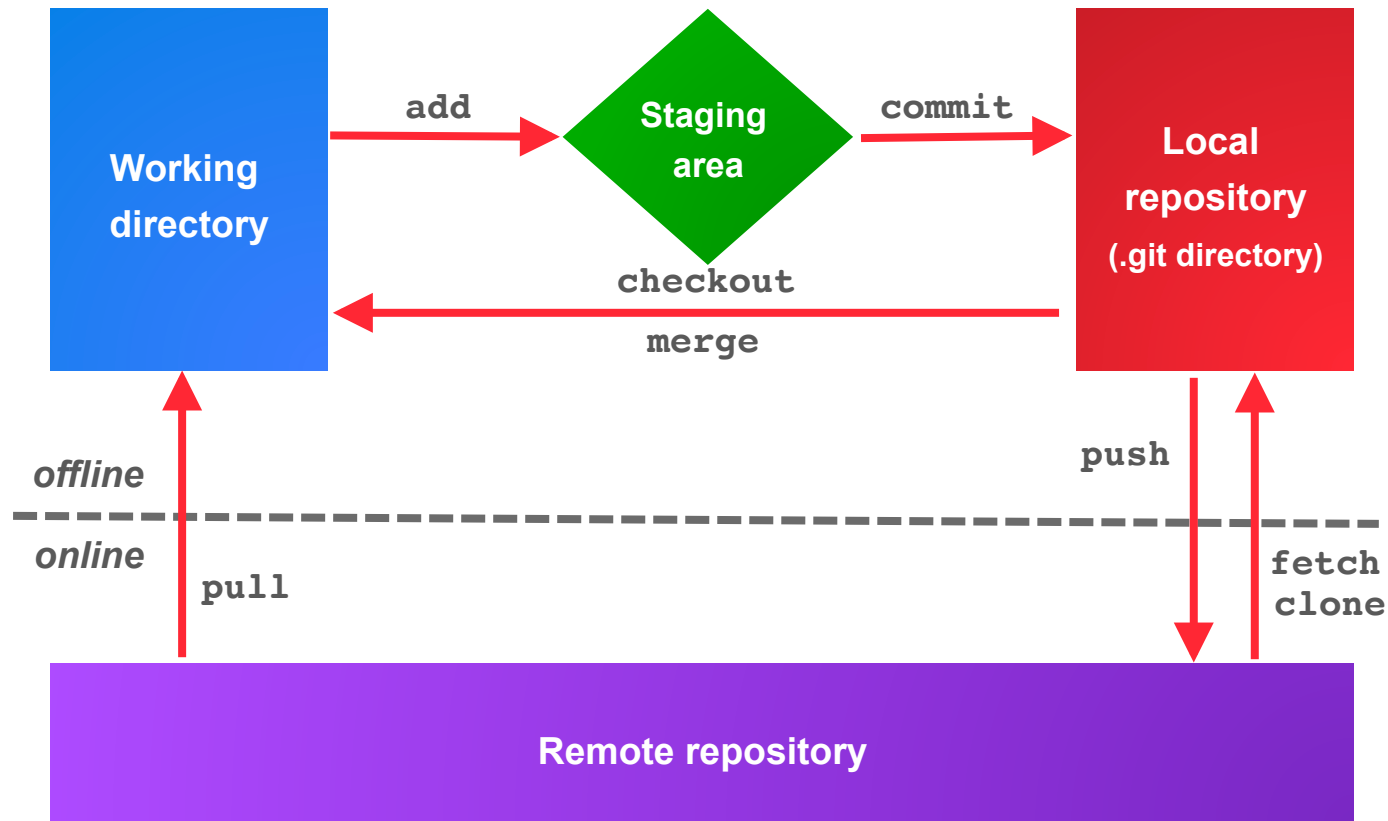 add
commit
Staging
area
Working
directory
Local
repository
(.git directory)
checkout
merge
offline
push
online
pull
fetch
clone
Remote repository